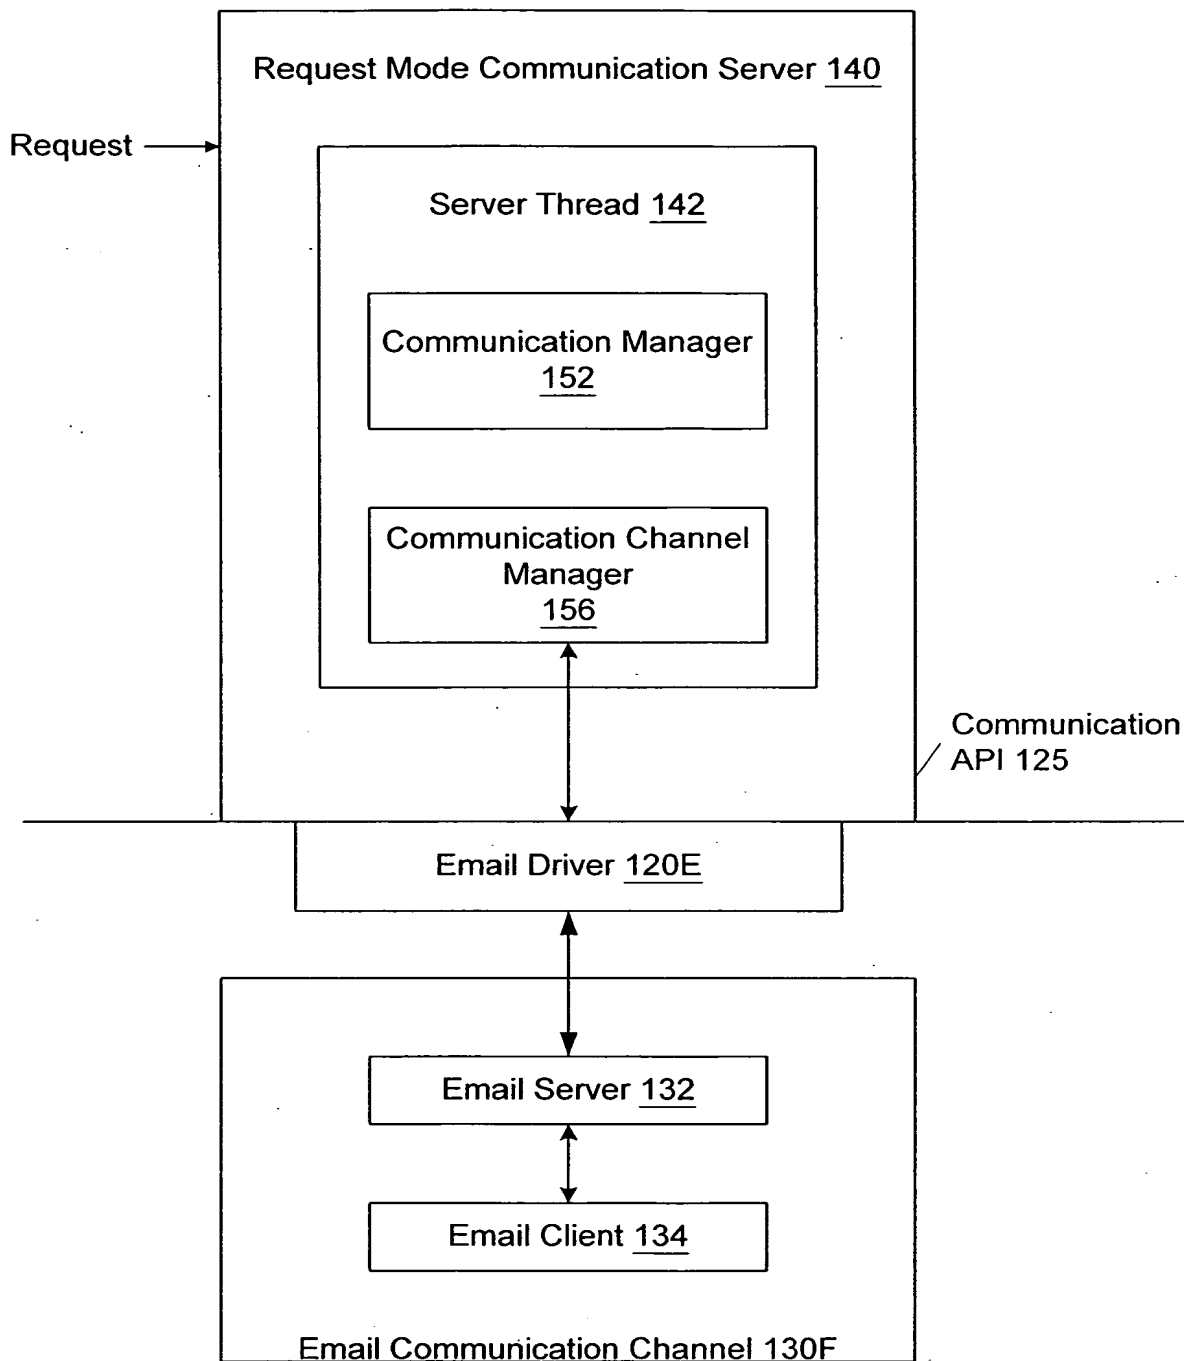 Request Mode Communication Server 140
Request
Server Thread 142
Communication Manager
152
Communication Channel
Manager
156
Communication
API 125
Email Driver 120E
Email Server 132
Email Client 134
Email Communication Channel 130F